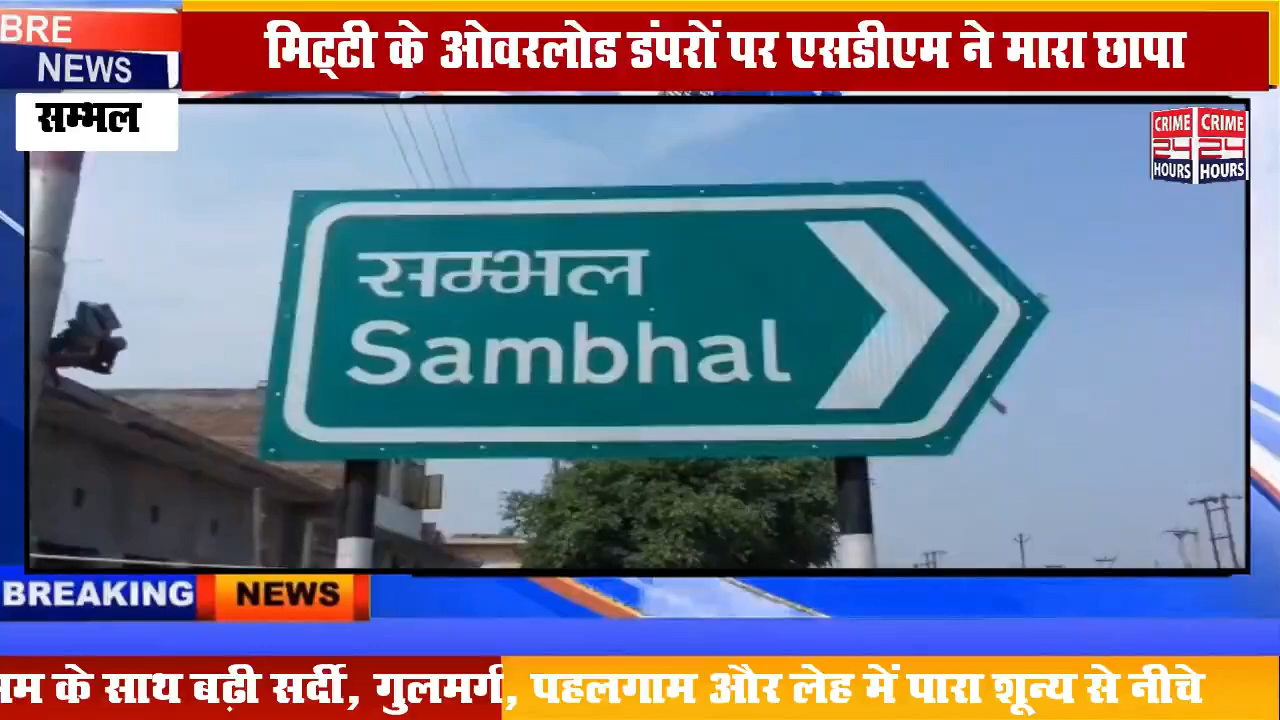 BRE
NEWS
मिट्टी के ओवरलोड डंपरों पर एसडीएम ने मारा छापा
सम्भल
CRIME CRIME
24 24
HOURS HOURS
सम्भल
Sambhal
BREAKING NEWS
के साथ बढ़ी सर्दी, गुलमर्ग, पहलगाम और लेह में पारा शून्य से नीचे